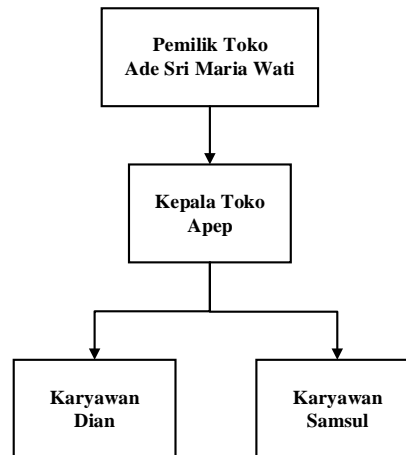 Pemilik Toko
Ade Sri Maria Wati
Kepala Toko
Apep
Karyawan
Dian
Karyawan
Samsul